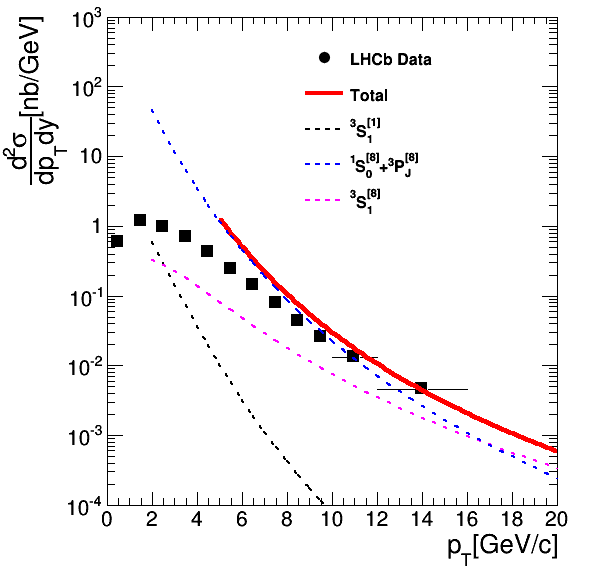 d²σ
dp_T dy [nb/GeV]
10³
10²
10
1
10⁻¹
10⁻²
10⁻³
10⁻⁴
LHCb Data
Total
³S₁^[1]
¹S₀^[8]+³P_J^[8]
³S₁^[8]
0 2 4 6 8 10 12 14 16 18 20
p_T[GeV/c]